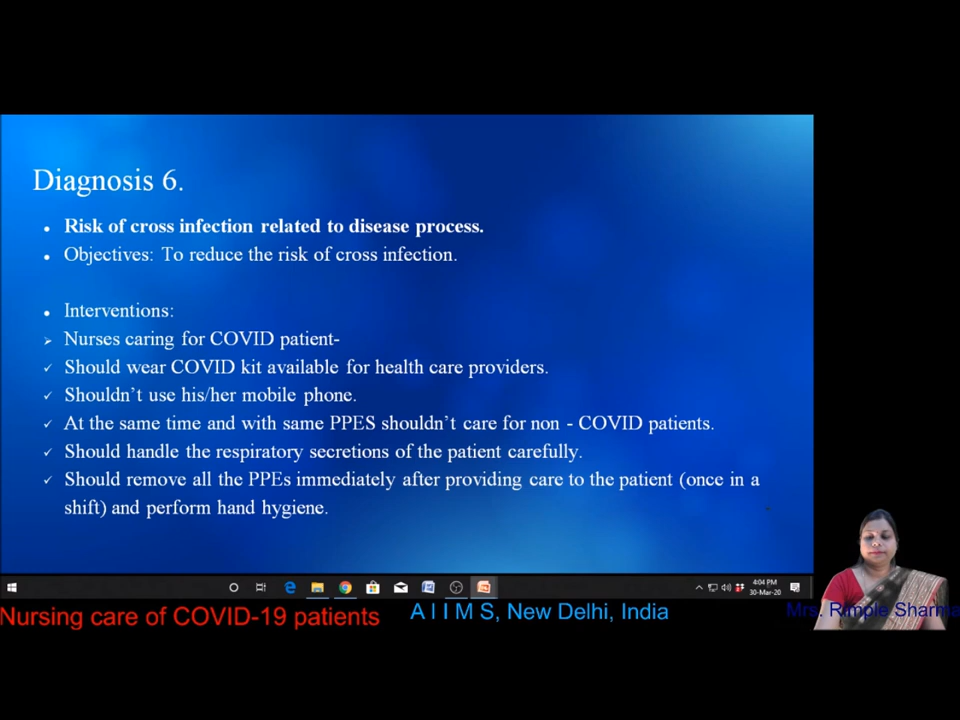 Diagnosis 6.
Risk of cross infection related to disease process.
Objectives: To reduce the risk of cross infection.
Interventions:
Nurses caring for COVID patient-
Should wear COVID kit available for health care providers.
Shouldn't use his/her mobile phone.
At the same time and with same PPES shouldn't care for non - COVID patients.
Should handle the respiratory secretions of the patient carefully.
Should remove all the PPEs immediately after providing care to the patient (once in a
shift) and perform hand hygiene.
4:04 PM
30-Mar-20
Nursing care of COVID-19 patients
A I I M S, New Delhi, India
Mrs. Rimple Sharma